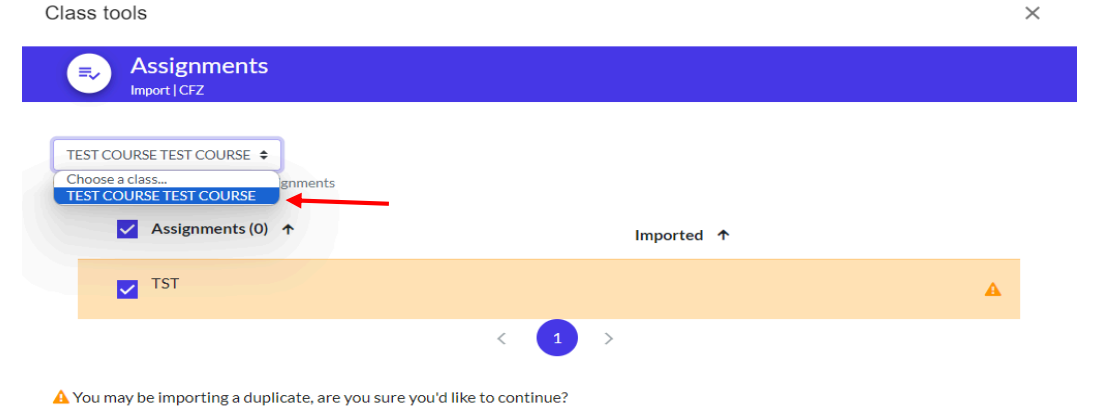 Class tools
Assignments
Import | CFZ
TEST COURSE TEST COURSE
Choose a class...
TEST COURSE TEST COURSE
gnments
Assignments (0)
Imported
TST
1
You may be importing a duplicate, are you sure you'd like to continue?